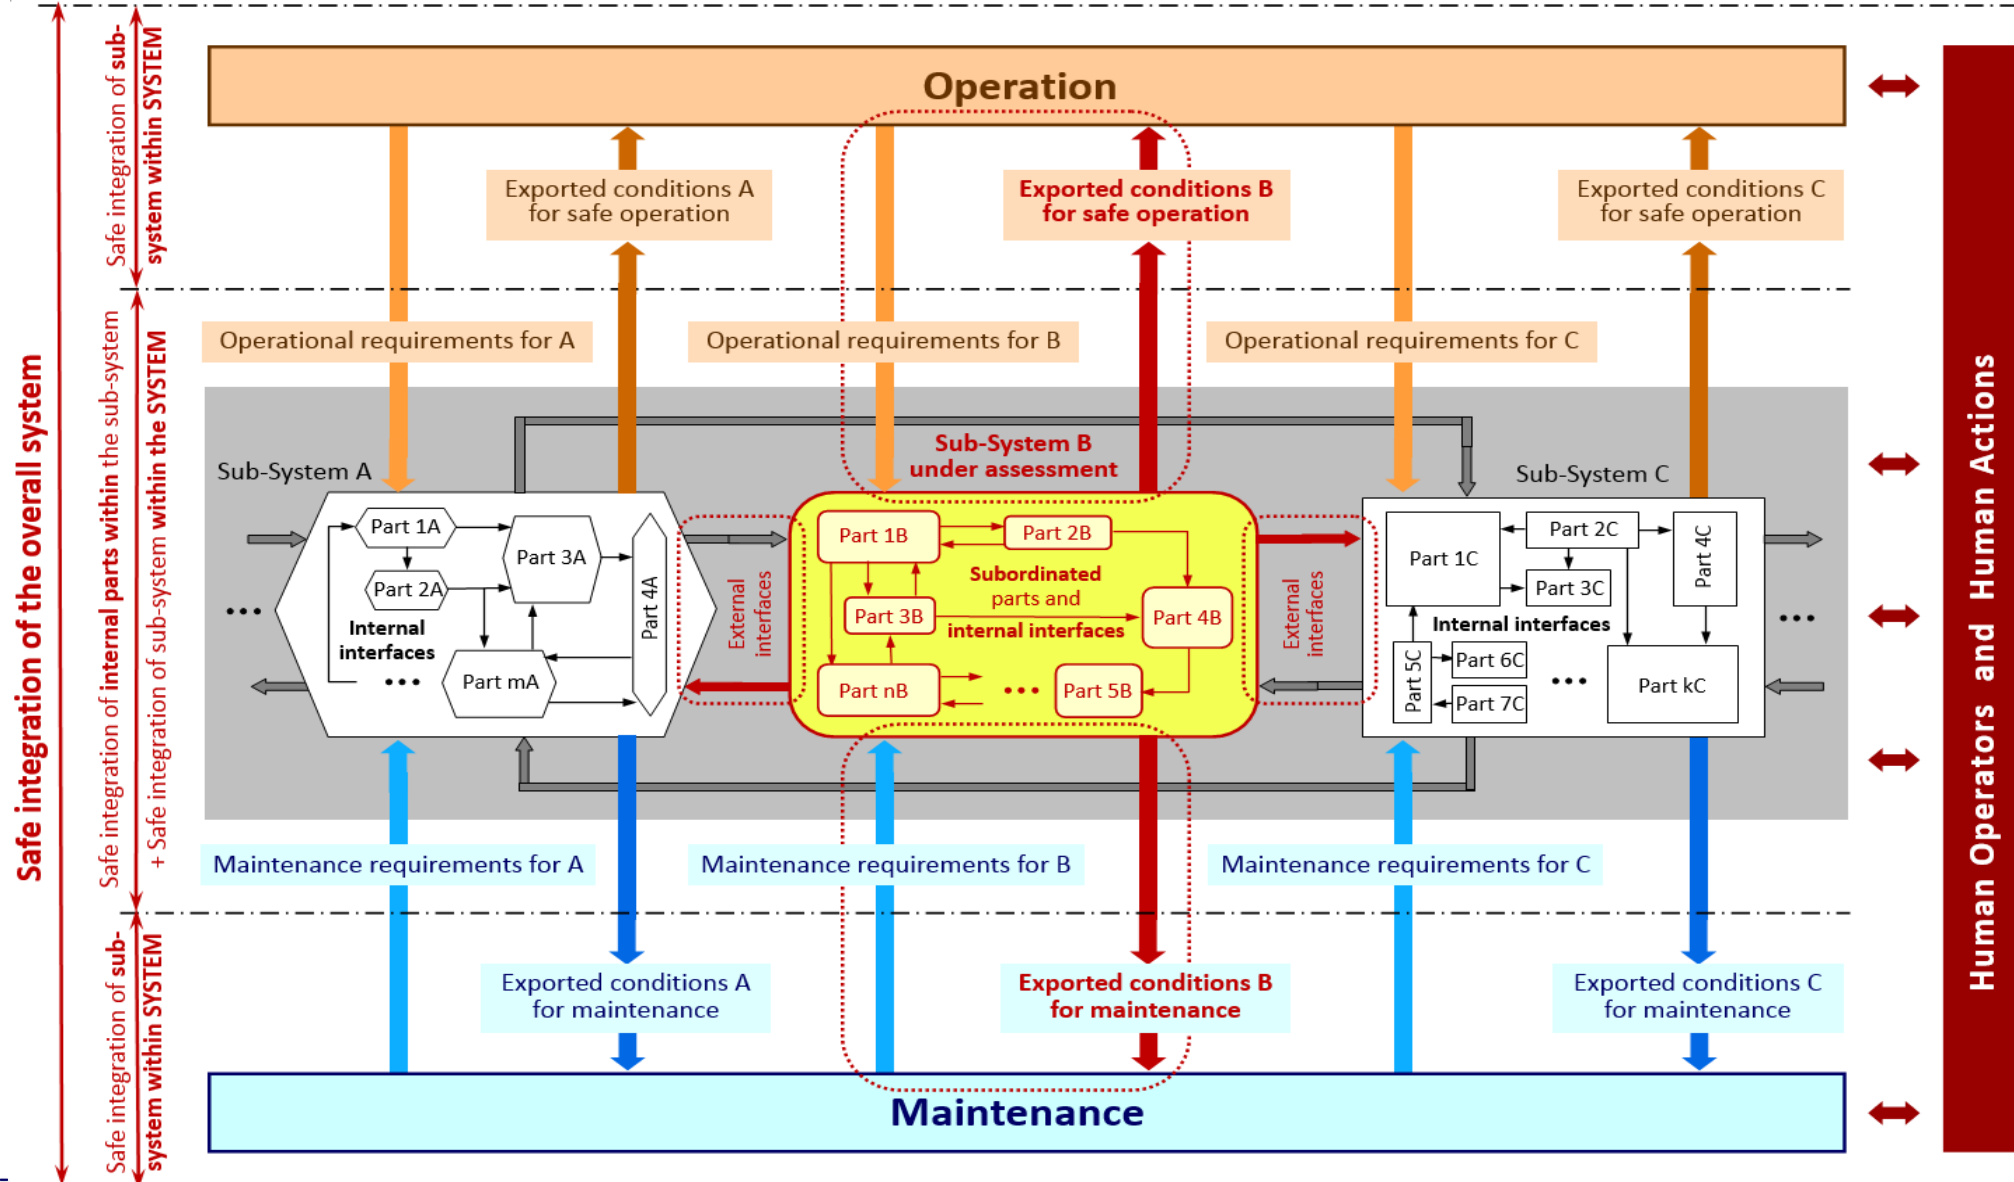 Safe integration of the overall system
Safe integration of sub-
system within SYSTEM
Safe integration of internal parts within the sub-system
+ Safe integration of sub-system within the SYSTEM
Safe integration of sub-
system within SYSTEM
Operation
Exported conditions A
for safe operation
Exported conditions B
for safe operation
Exported conditions C
for safe operation
Operational requirements for A
Operational requirements for B
Operational requirements for C
Sub-System A
Part 1A
Part 2A
Part 3A
Part 4A
Internal
interfaces
...
Part mA
...
External
interfaces
Sub-System B
under assessment
Part 1B
Part 2B
Subordinated
parts and
internal interfaces
Part 3B
Part 4B
Part nB
...
Part 5B
External
interfaces
Sub-System C
Part 1C
Part 2C
Part 3C
Part 4C
Internal interfaces
Part 5C
Part 6C
Part 7C
...
Part kC
...
Maintenance requirements for A
Maintenance requirements for B
Maintenance requirements for C
Exported conditions A
for maintenance
Exported conditions B
for maintenance
Exported conditions C
for maintenance
Maintenance
Human Operators and Human Actions